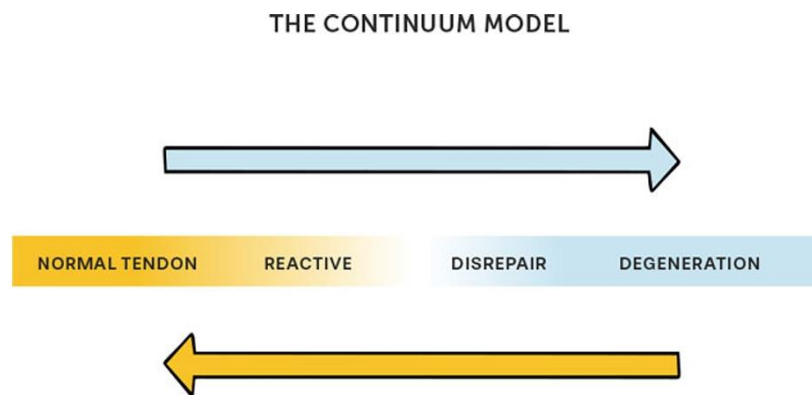 THE CONTINUUM MODEL
NORMAL TENDON REACTIVE DISREPAIR DEGENERATION